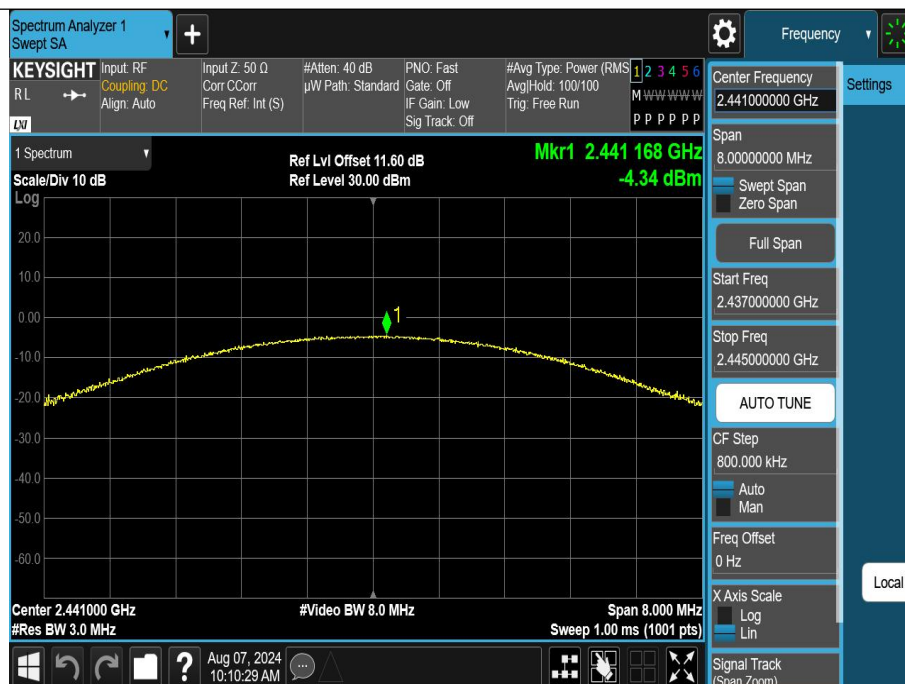 Spectrum Analyzer 1
Swept SA
Frequency
KEYSIGHT
RL
LXI
Input: RF
Coupling: DC
Align: Auto
Input Z: 50 Ω
Corr CCorr
Freq Ref: Int (S)
#Atten: 40 dB
µW Path: Standard
PNO: Fast
Gate: Off
IF Gain: Low
Sig Track: Off
#Avg Type: Power (RMS
Avg|Hold: 100/100
Trig: Free Run
1 2 3 4 5 6
M W W W W W
P P P P P P
1 Spectrum
Scale/Div 10 dB
Log
Ref Lvl Offset 11.60 dB
Ref Level 30.00 dBm
Mkr1 2.441 168 GHz
-4.34 dBm
20.0
10.0
0.00
-10.0
-20.0
-30.0
-40.0
-50.0
-60.0
1
Center 2.441000 GHz
#Res BW 3.0 MHz
#Video BW 8.0 MHz
Span 8.000 MHz
Sweep 1.00 ms (1001 pts)
Aug 07, 2024
10:10:29 AM
Center Frequency
2.441000000 GHz
Span
8.00000000 MHz
Swept Span
Zero Span
Full Span
Start Freq
2.437000000 GHz
Stop Freq
2.445000000 GHz
AUTO TUNE
CF Step
800.000 kHz
Auto
Man
Freq Offset
0 Hz
X Axis Scale
Log
Lin
Signal Track
(Span Zoom)
Settings
Local